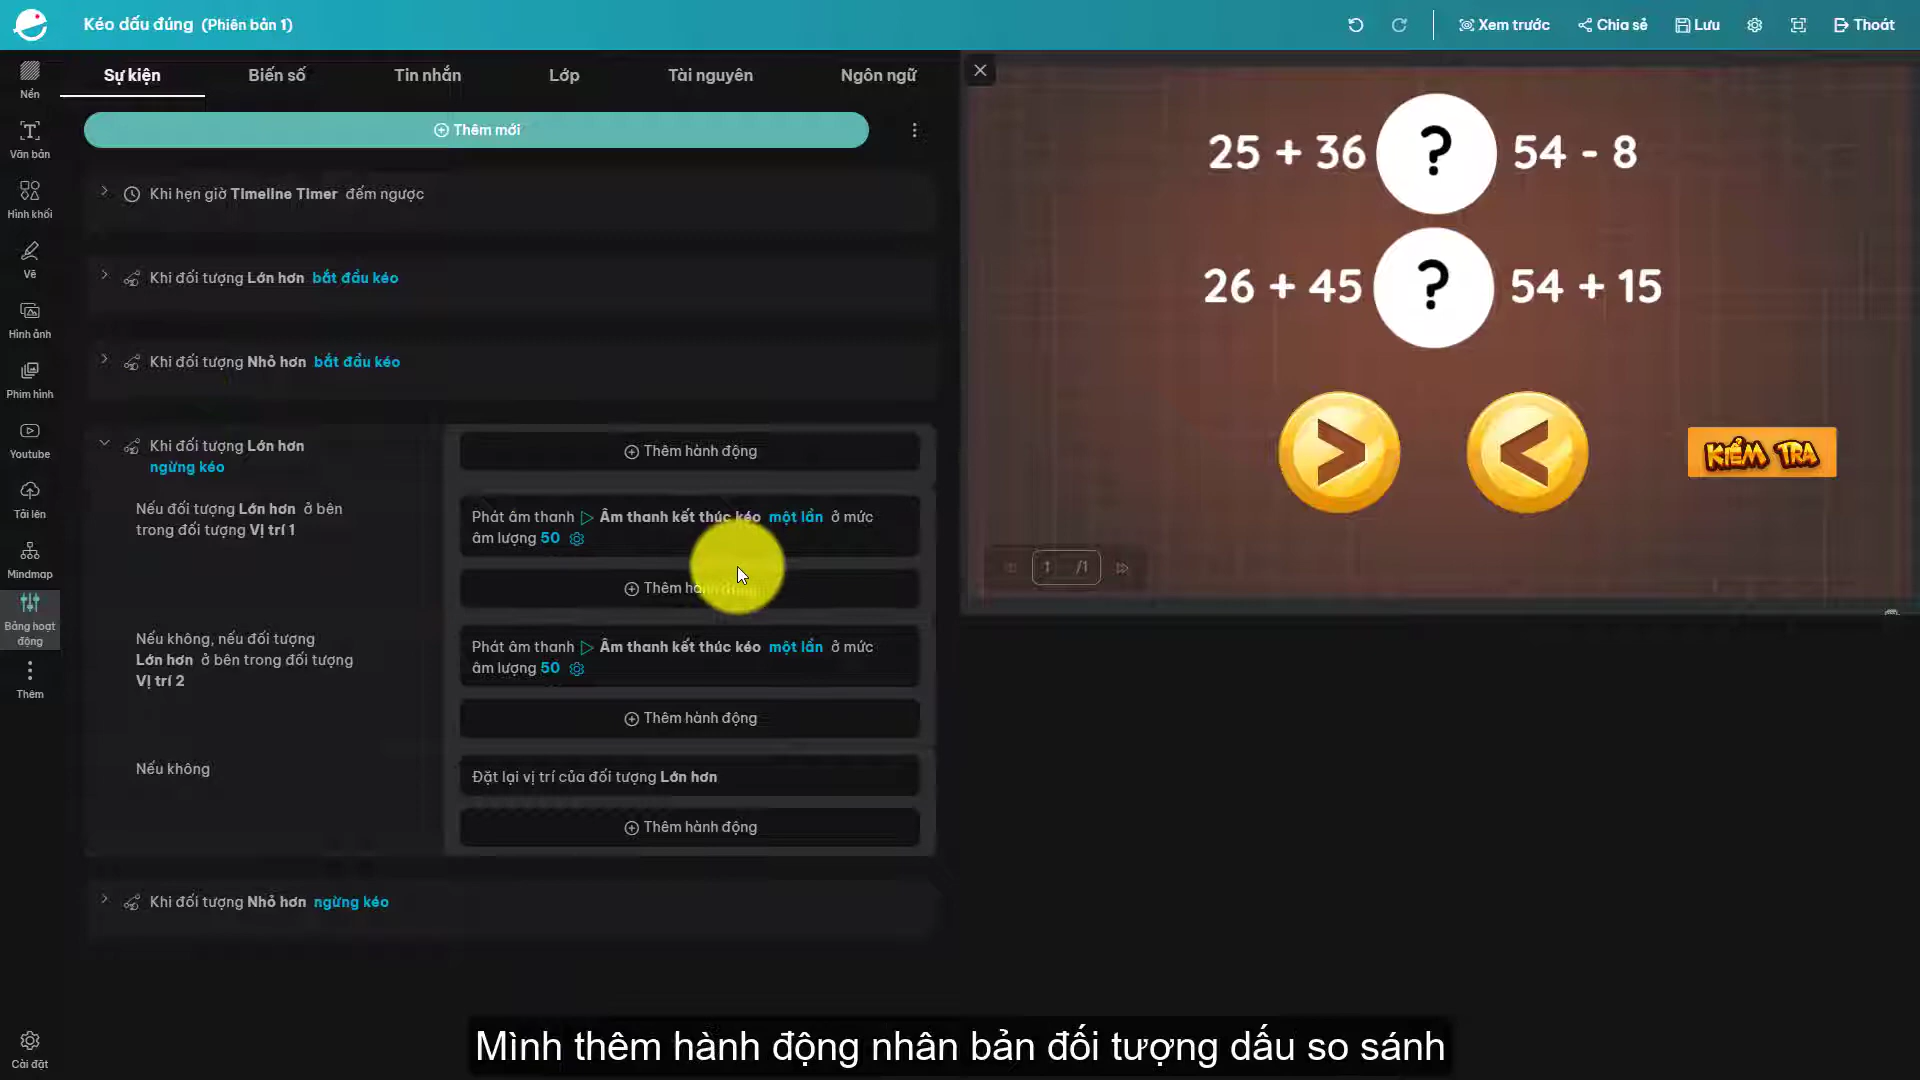 Kéo dấu đúng (Phiên bản 1)
Xem trước
Chia sẻ
Lưu
Thoát
Nền
Văn bản
Hình khối
Vẽ
Hình ảnh
Phim hình
Youtube
Tải lên
Mindmap
Bảng hoạt
động
Thêm
Cài đặt
Sự kiện
Biến số
Tin nhắn
Lớp
Tài nguyên
Ngôn ngữ
Thêm mới
Khi hẹn giờ Timeline Timer đếm ngược
Khi đối tượng Lớn hơn bắt đầu kéo
Khi đối tượng Nhỏ hơn bắt đầu kéo
Khi đối tượng Lớn hơn
ngừng kéo
Thêm hành động
Nếu đối tượng Lớn hơn ở bên
trong đối tượng Vị trí 1
Phát âm thanh Âm thanh kết thúc kéo một lần ở mức
âm lượng 50
Thêm hành động
Nếu không, nếu đối tượng
Lớn hơn ở bên trong đối tượng
Vị trí 2
Phát âm thanh Âm thanh kết thúc kéo một lần ở mức
âm lượng 50
Thêm hành động
Nếu không
Đặt lại vị trí của đối tượng Lớn hơn
Thêm hành động
Khi đối tượng Nhỏ hơn ngừng kéo
25 + 36 ? 54 - 8
26 + 45 ? 54 + 15
> <
KIỂM TRA
1 /1
Mình thêm hành động nhân bản đối tượng dấu so sánh